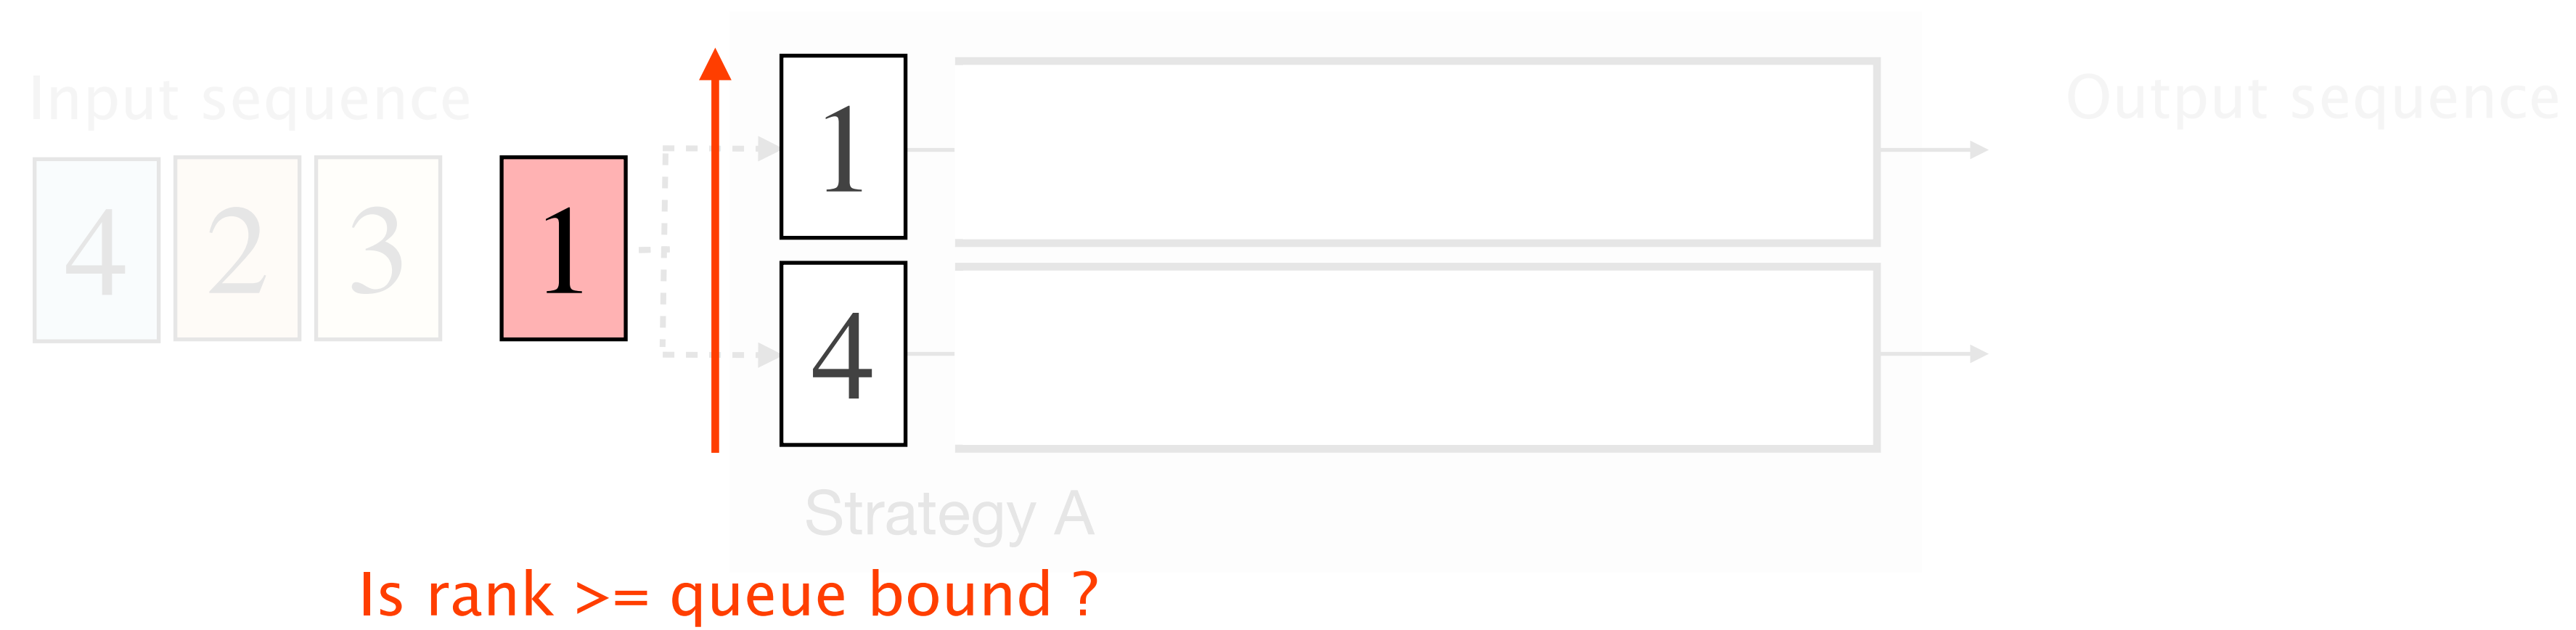 Input sequence
Output sequence
4 2 3 1
1
4
Strategy A
Is rank >= queue bound ?